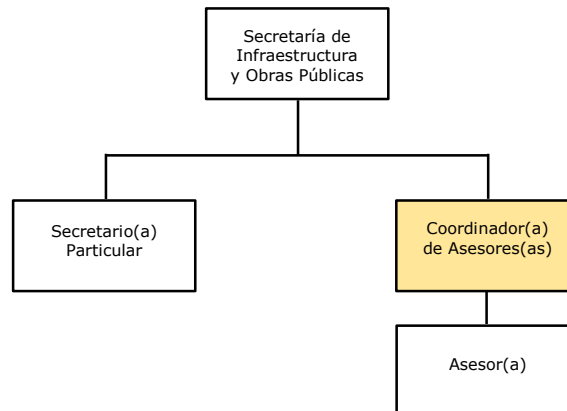 Secretaría de
Infraestructura
y Obras Públicas
Secretario(a)
Particular
Coordinador(a)
de Asesores(as)
Asesor(a)